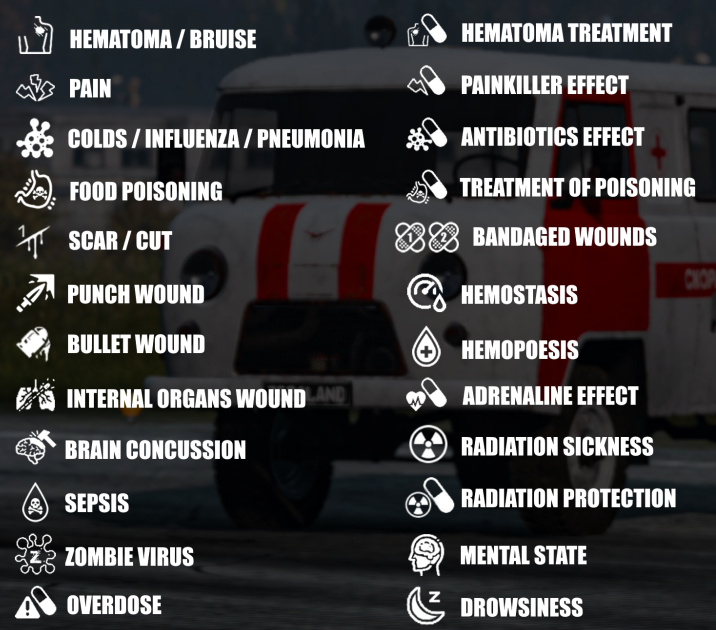 HEMATOMA / BRUISE
PAIN
COLDS / INFLUENZA / PNEUMONIA
FOOD POISONING
SCAR / CUT
PUNCH WOUND
BULLET WOUND
INTERNAL ORGANS WOUND
BRAIN CONCUSSION
SEPSIS
Z
ZOMBIE VIRUS
OVERDOSE
HEMATOMA TREATMENT
PAINKILLER EFFECT
ANTIBIOTICS EFFECT
TREATMENT OF POISONING
1 2
BANDAGED WOUNDS
HEMOSTASIS
HEMOPOESIS
ADRENALINE EFFECT
RADIATION SICKNESS
RADIATION PROTECTION
MENTAL STATE
Z
DROWSINESS